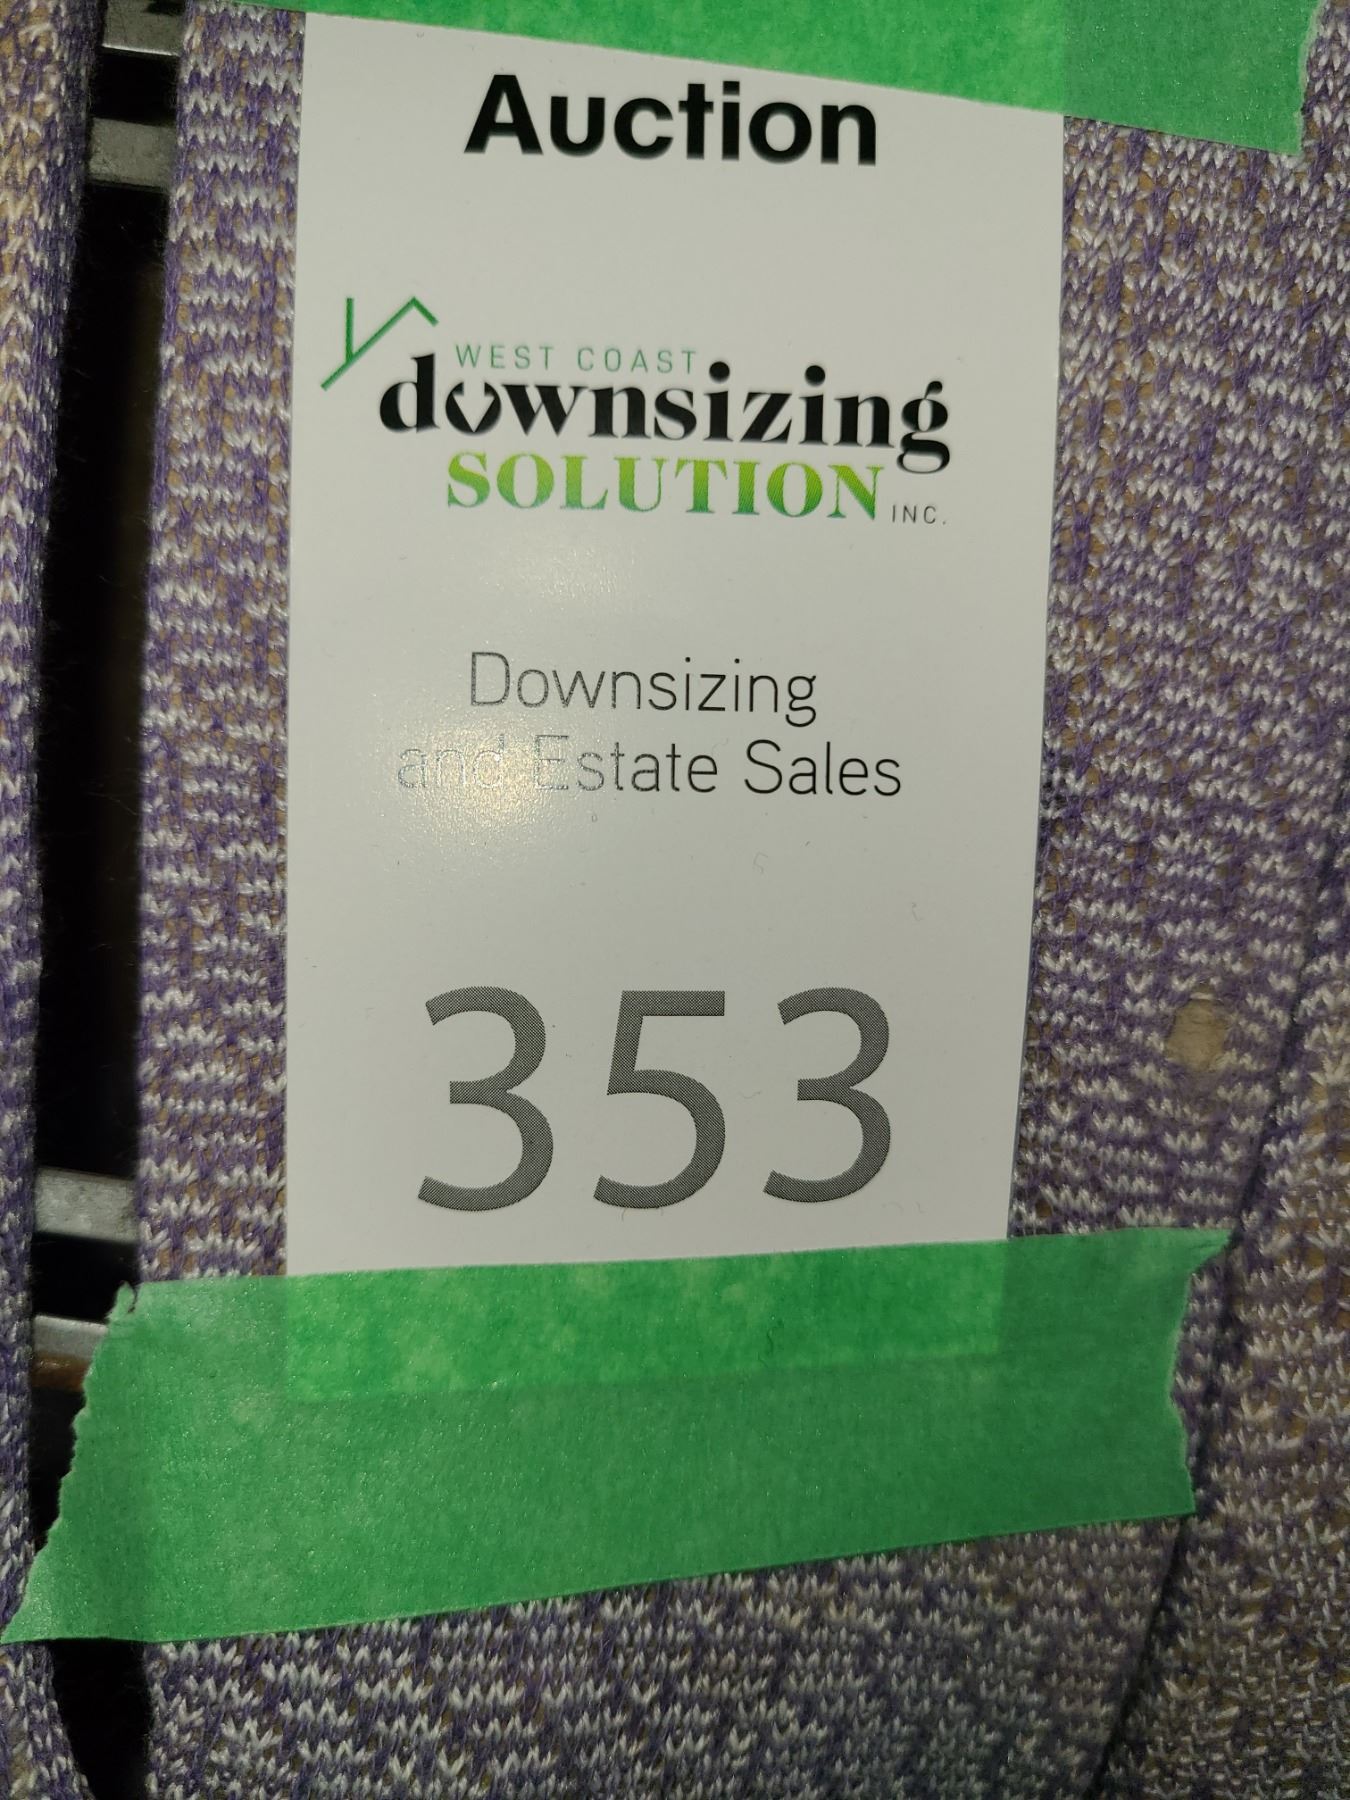 Auction
WEST COAST
downsizing
SOLUTION INC.
Downsizing
and Estate Sales
353